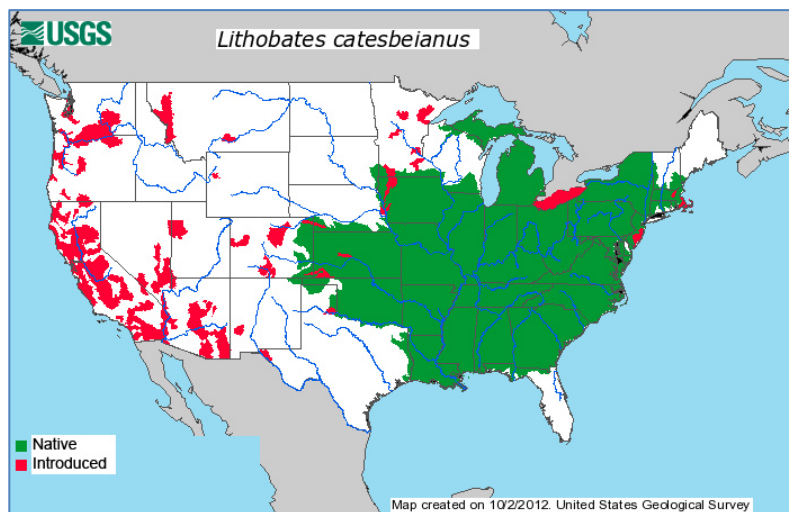 USGS
Lithobates catesbeianus
Native
Introduced
Map created on 10/2/2012. United States Geological Survey